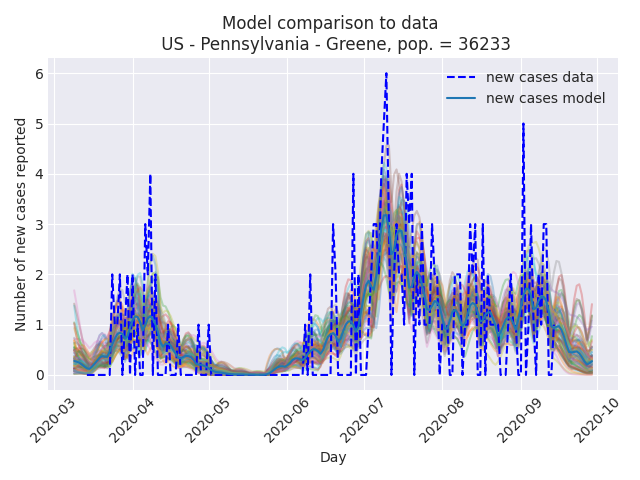 Model comparison to data
US - Pennsylvania - Greene, pop. = 36233
new cases data
new cases model
Number of new cases reported
6
5
4
3
2
1
0
2020-03
2020-04
2020-05
2020-06
2020-07
2020-08
2020-09
2020-10
Day